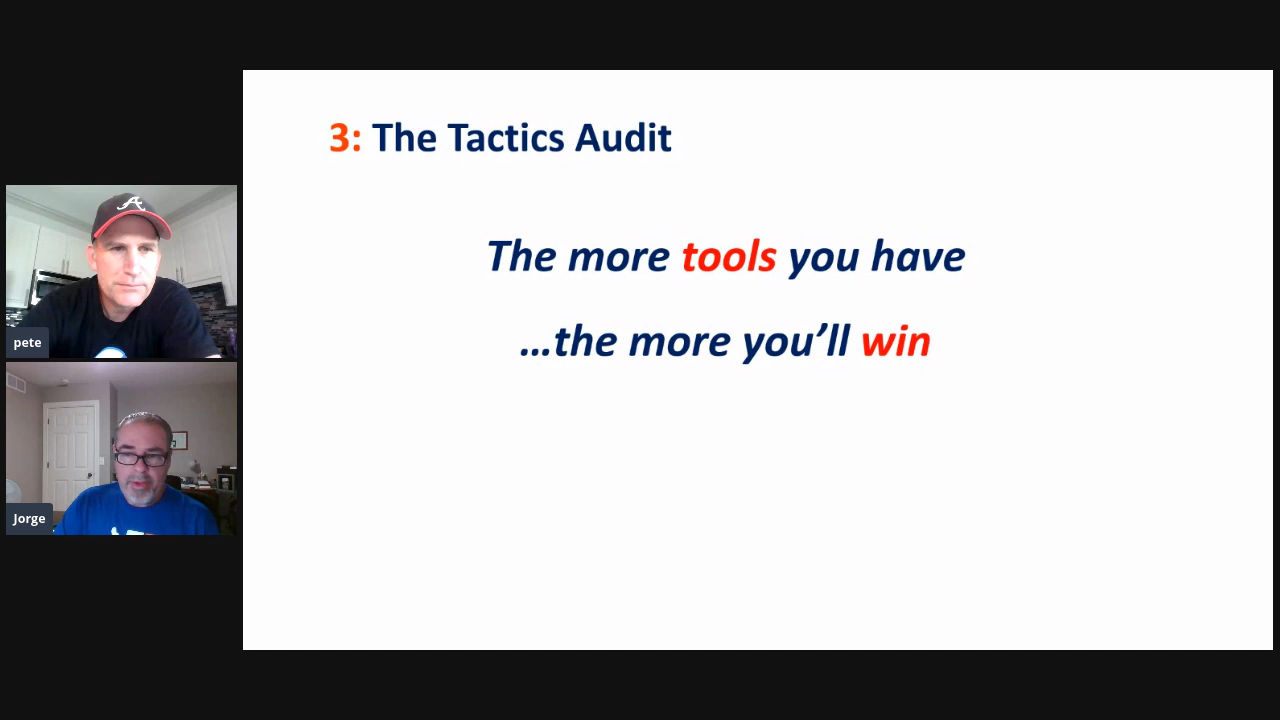 3: The Tactics Audit
The more tools you have
...the more you’ll win
A
pete
Jorge